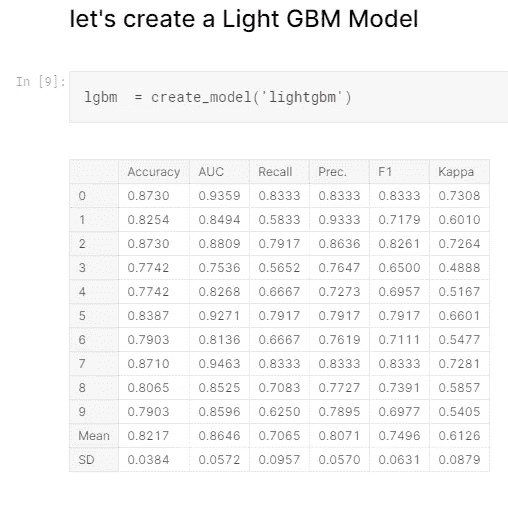 let's create a Light GBM Model
In [9]:
lgbm = create_model('lightgbm')
Accuracy AUC Recall Prec. F1 Kappa
0 0.8730 0.9359 0.8333 0.8333 0.8333 0.7308
1 0.8254 0.8494 0.5833 0.9333 0.7179 0.6010
2 0.8730 0.8809 0.7917 0.8636 0.8261 0.7264
3 0.7742 0.7536 0.5652 0.7647 0.6500 0.4888
4 0.7742 0.8268 0.6667 0.7273 0.6957 0.5167
5 0.8387 0.9271 0.7917 0.7917 0.7917 0.6601
6 0.7903 0.8136 0.6667 0.7619 0.7111 0.5477
7 0.8710 0.9463 0.8333 0.8333 0.8333 0.7281
8 0.8065 0.8525 0.7083 0.7727 0.7391 0.5857
9 0.7903 0.8596 0.6250 0.7895 0.6977 0.5405
Mean 0.8217 0.8646 0.7065 0.8071 0.7496 0.6126
SD 0.0384 0.0572 0.0957 0.0570 0.0631 0.0879